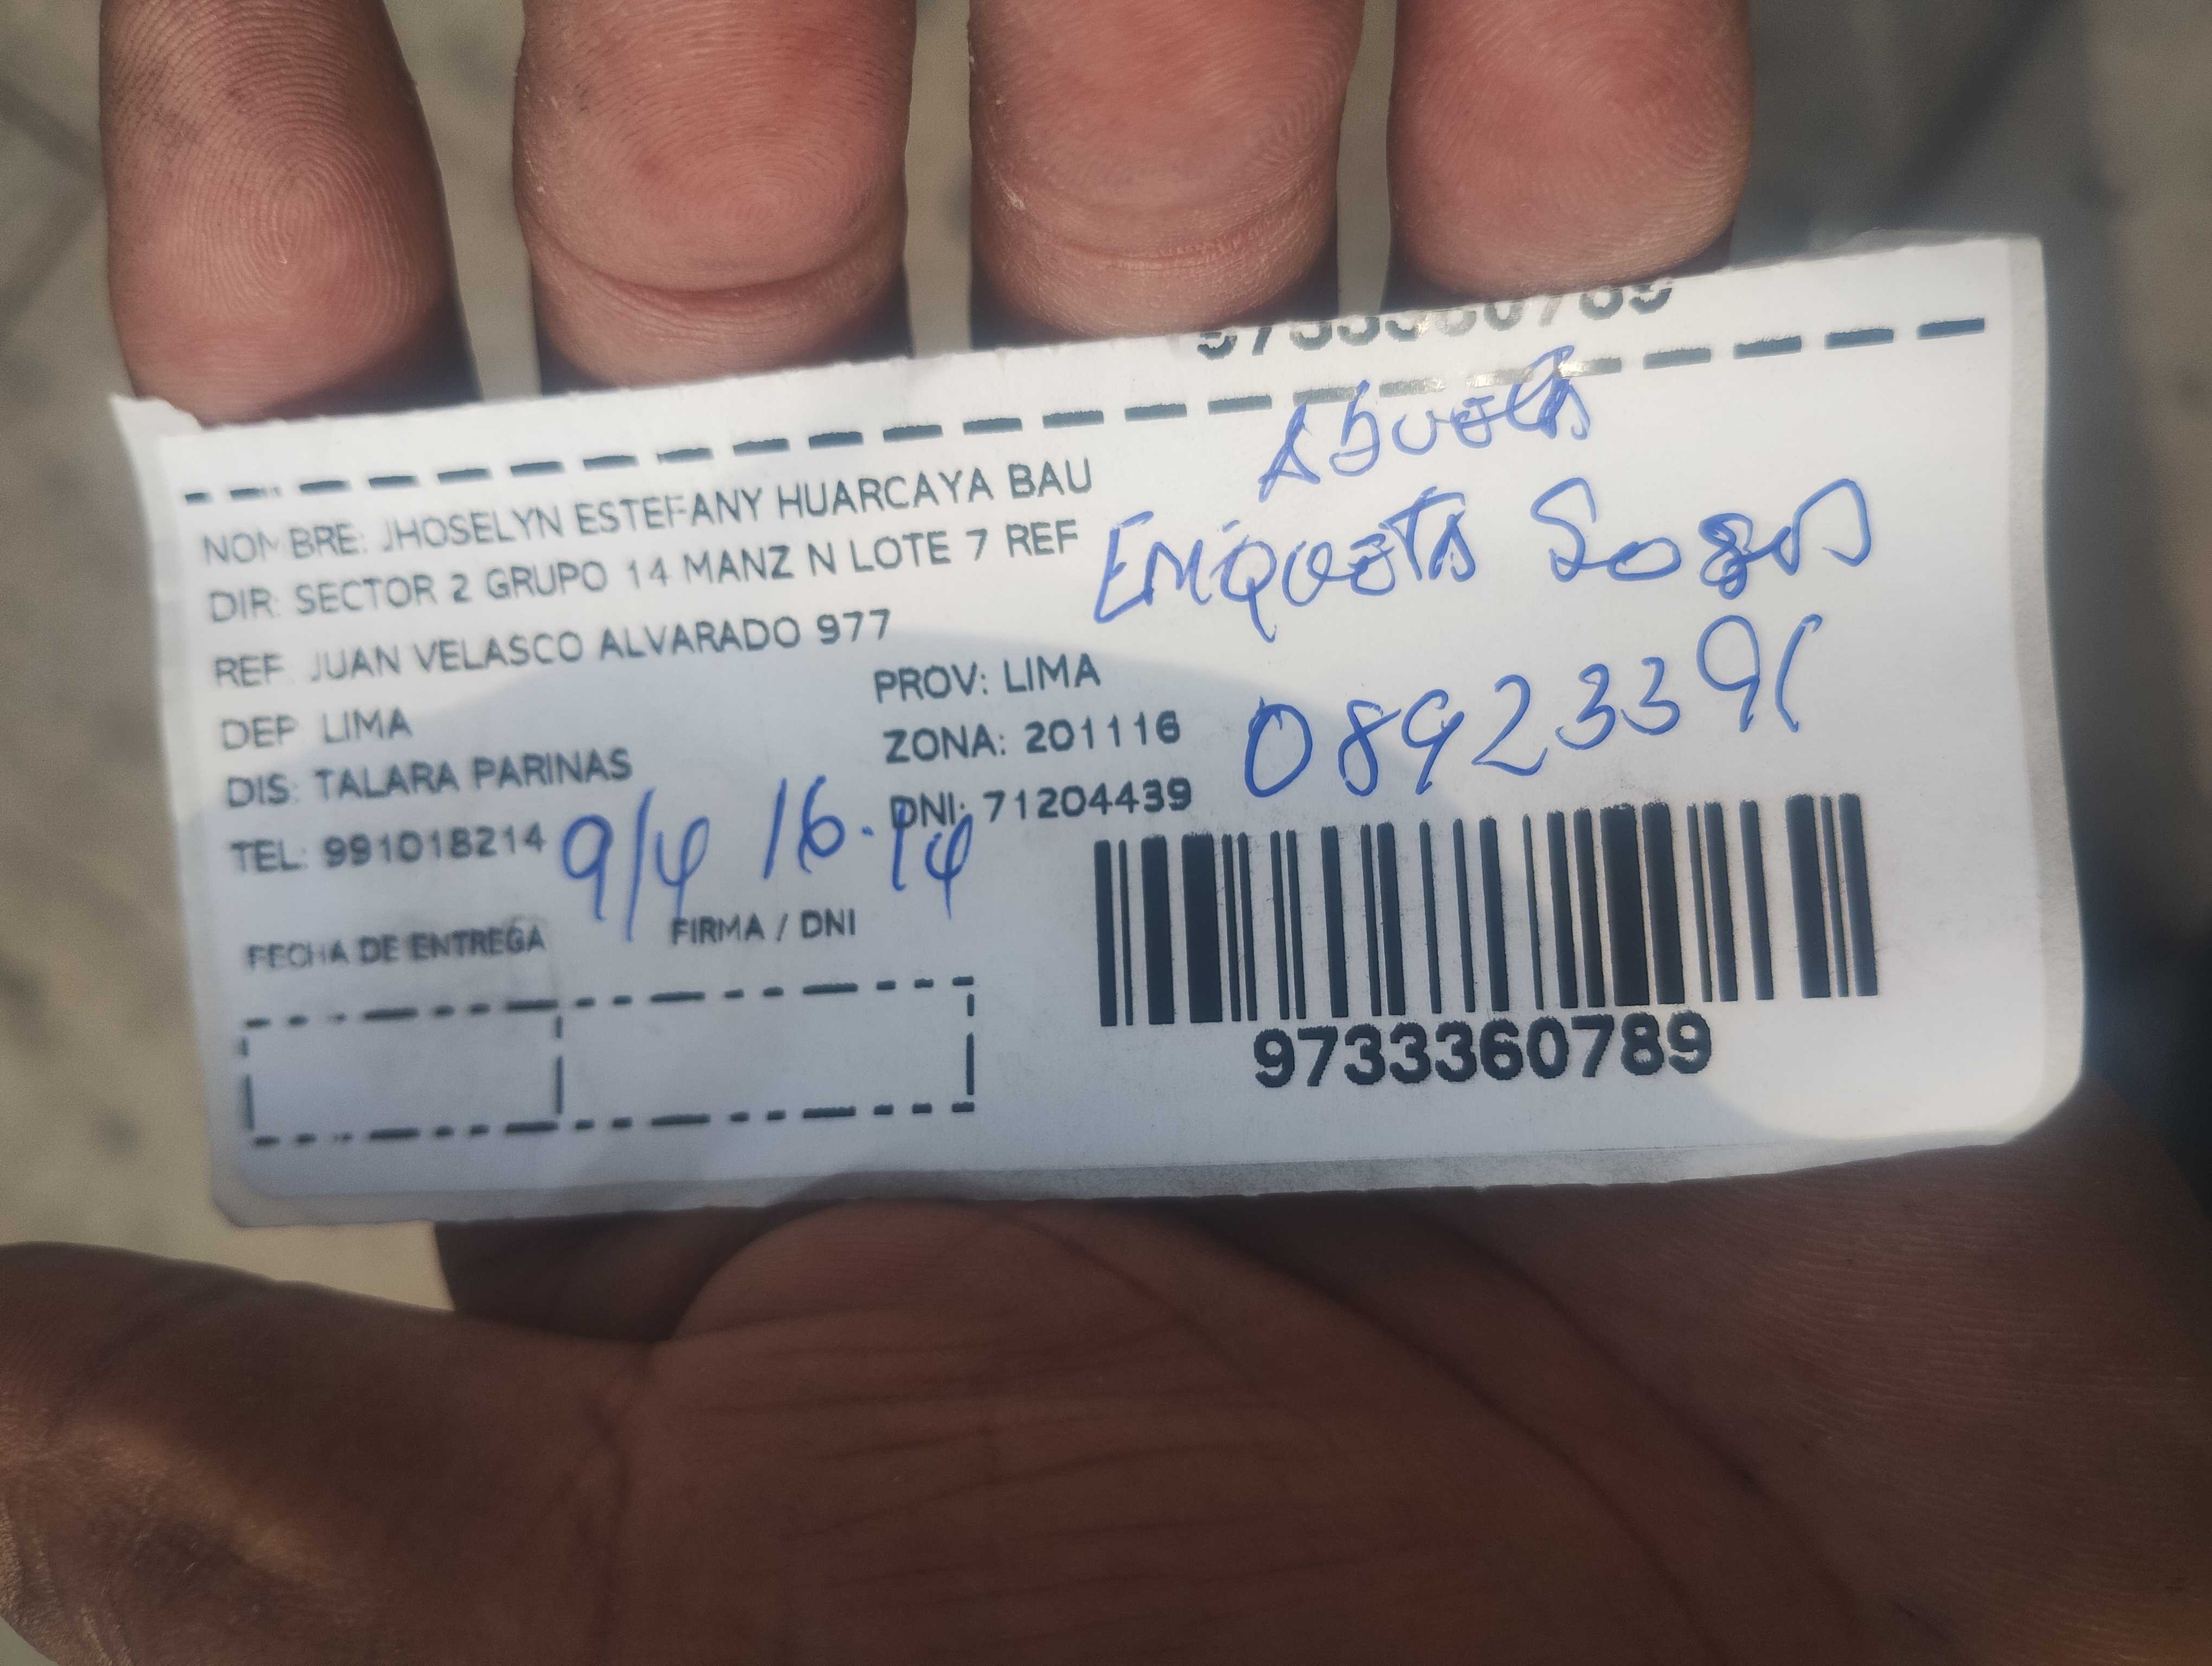 9733360789
NOMBRE: JHOSELYN ESTEFANY HUARCAYA BAU
DIR: SECTOR 2 GRUPO 14 MANZ N LOTE 7 REF
REF: JUAN VELASCO ALVARADO 977
DEP LIMA
PROV: LIMA
DIS: TALARA PARINAS
ZONA: 201116
TEL: 991018214
DNI: 71204439
9/4 16.14
FECHA DE ENTREGA
FIRMA / DNI
Abuela
Enriqueta
08923391
9733360789